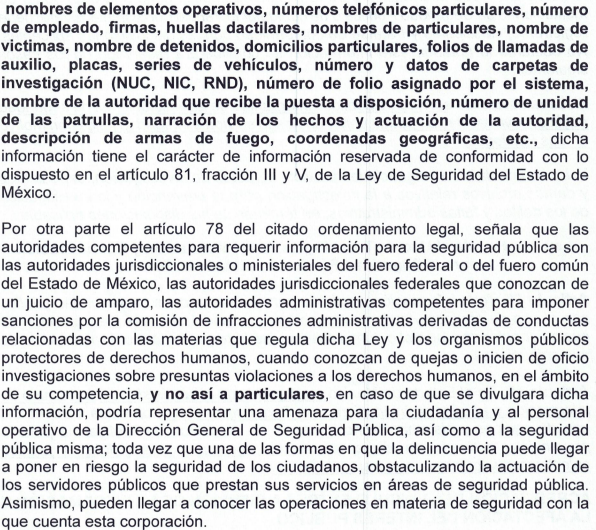 nombres de elementos operativos, números telefónicos particulares, número
de empleado, firmas, huellas dactilares, nombres de particulares, nombre de
victimas, nombre de detenidos, domicilios particulares, folios de llamadas de
auxilio, placas, series de vehículos, número y datos de carpetas de
investigación (NUC, NIC, RND), número de folio asignado por el sistema,
nombre de la autoridad que recibe la puesta a disposición, número de unidad
de las patrullas, narración de los hechos y actuación de la autoridad,
descripción de armas de fuego, coordenadas geográficas, etc., dicha
información tiene el carácter de información reservada de conformidad con lo
dispuesto en el artículo 81, fracción III y V, de la Ley de Seguridad del Estado de
México.
Por otra parte el artículo 78 del citado ordenamiento legal, señala que las
autoridades competentes para requerir información para la seguridad pública son
las autoridades jurisdiccionales o ministeriales del fuero federal o del fuero común
del Estado de México, las autoridades jurisdiccionales federales que conozcan de
un juicio de amparo, las autoridades administrativas competentes para imponer
sanciones por la comisión de infracciones administrativas derivadas de conductas
relacionadas con las materias que regula dicha Ley y los organismos públicos
protectores de derechos humanos, cuando conozcan de quejas o inicien de oficio
investigaciones sobre presuntas violaciones a los derechos humanos, en el ámbito
de su competencia, y no así a particulares, en caso de que se divulgara dicha
información, podría representar una amenaza para la ciudadanía y al personal
operativo de la Dirección General de Seguridad Pública, así como a la seguridad
pública misma; toda vez que una de las formas en que la delincuencia puede llegar
a poner en riesgo la seguridad de los ciudadanos, obstaculizando la actuación de
los servidores públicos que prestan sus servicios en áreas de seguridad pública.
Asimismo, pueden llegar a conocer las operaciones en materia de seguridad con la
que cuenta esta corporación.